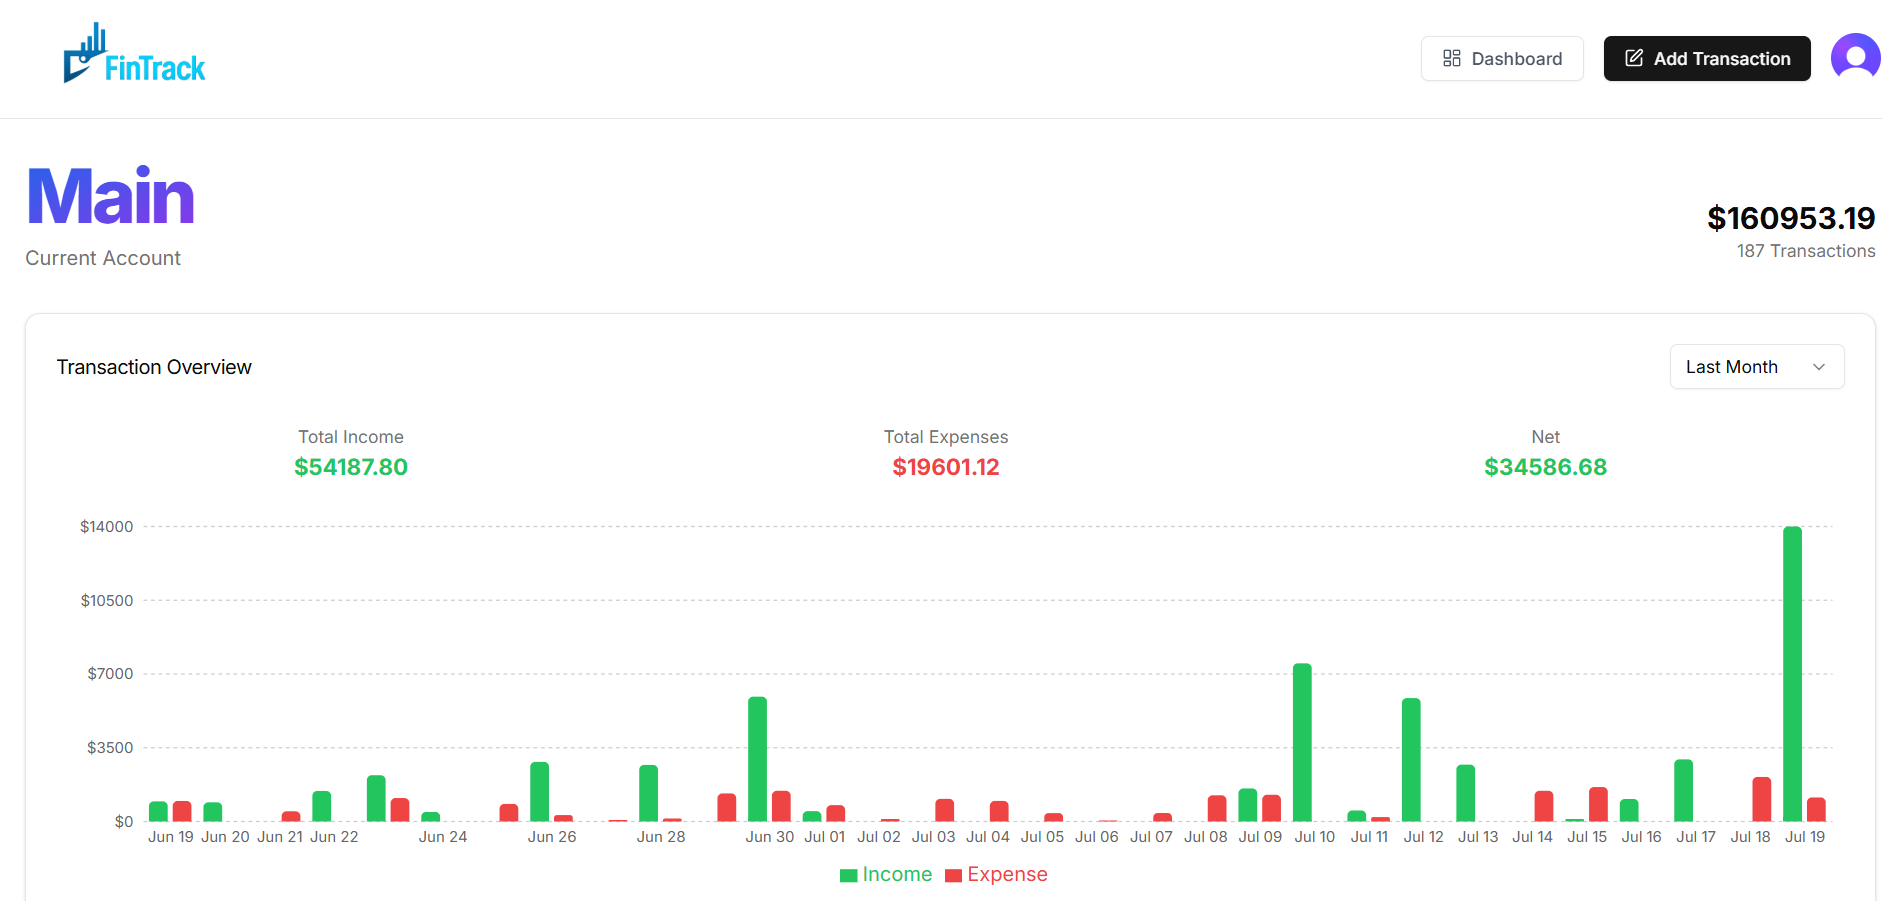 FinTrack
Dashboard
Add Transaction
Main
Current Account
$160953.19
187 Transactions
Transaction Overview
Last Month
Total Income
$54187.80
Total Expenses
$19601.12
Net
$34586.68
$14000
$10500
$7000
$3500
$0
Jun 19 Jun 20 Jun 21 Jun 22 Jun 24 Jun 26 Jun 28 Jun 30 Jul 01 Jul 02 Jul 03 Jul 04 Jul 05 Jul 06 Jul 07 Jul 08 Jul 09 Jul 10 Jul 11 Jul 12 Jul 13 Jul 14 Jul 15 Jul 16 Jul 17 Jul 18 Jul 19
Income Expense